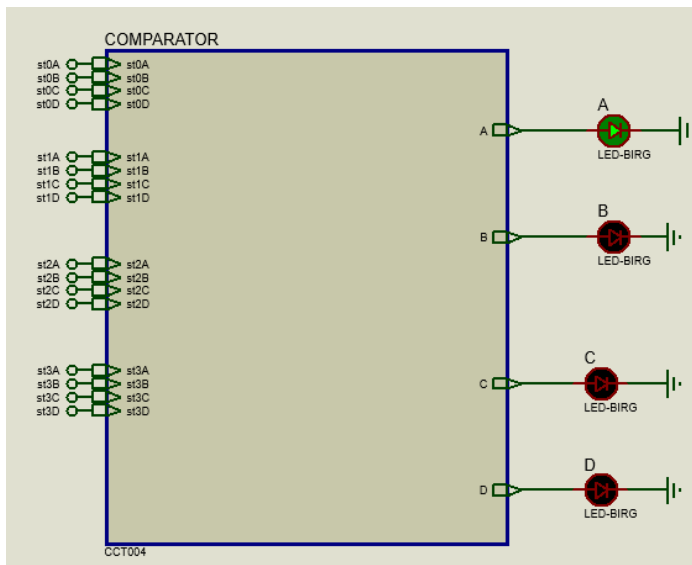 COMPARATOR
st0A st0A
st0B st0B
st0C st0C
st0D st0D
A
A
LED-BIRG
st1A st1A
st1B st1B
st1C st1C
st1D st1D
B
B
LED-BIRG
st2A st2A
st2B st2B
st2C st2C
st2D st2D
st3A st3A
st3B st3B
st3C st3C
st3D st3D
C
C
LED-BIRG
D
D
LED-BIRG
CCT004